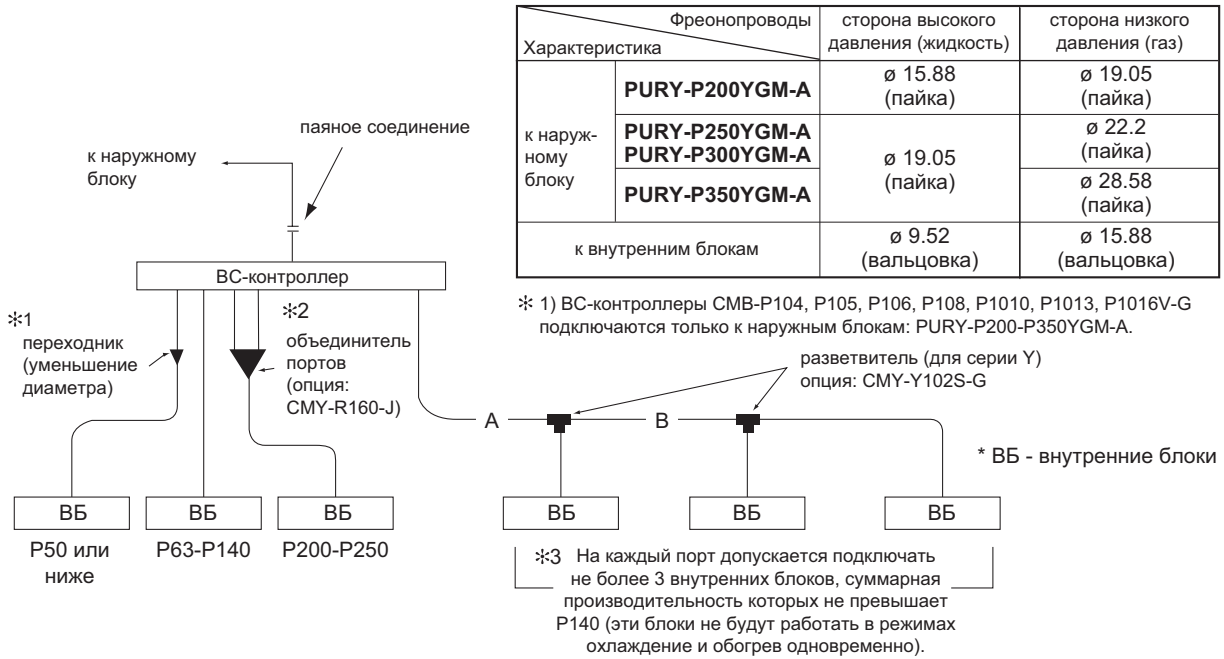 Фреонопроводы
Характеристика
сторона высокого
давления (жидкость)
сторона низкого
давления (газ)
к наруж-
ному
блоку
PURY-P200YGM-A
ø 15.88
(пайка)
ø 19.05
(пайка)
PURY-P250YGM-A
PURY-P300YGM-A
ø 19.05
(пайка)
ø 22.2
(пайка)
PURY-P350YGM-A
ø 28.58
(пайка)
к внутренним блокам
ø 9.52
(вальцовка)
ø 15.88
(вальцовка)
паяное соединение
к наружному
блоку
ВС-контроллер
✻1
переходник
(уменьшение
диаметра)
✻2
объединитель
портов
(опция:
CMY-R160-J)
✻ 1) ВС-контроллеры CMB-P104, P105, P106, P108, P1010, P1013, P1016V-G
подключаются только к наружным блокам: PURY-P200-P350YGM-A.
разветвитель (для серии Y)
опция: CMY-Y102S-G
A
B
* ВБ - внутренние блоки
ВБ
ВБ
ВБ
ВБ
ВБ
ВБ
P50 или
ниже
P63-P140
P200-P250
✻3 На каждый порт допускается подключать
не более 3 внутренних блоков, суммарная
производительность которых не превышает
P140 (эти блоки не будут работать в режимах
охлаждение и обогрев одновременно).